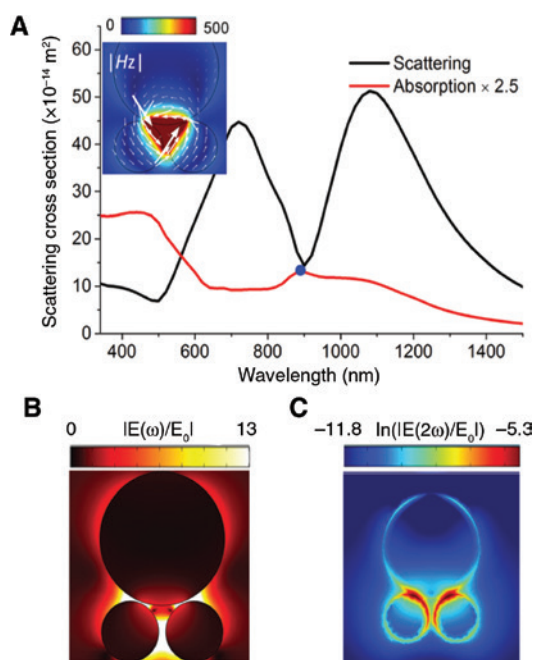 A
0 500
|Hz|
Scattering
Absorption × 2.5
Scattering cross section (×10⁻¹⁴ m²)
60
50
40
30
20
10
0
400 600 800 1000 1200 1400
Wavelength (nm)
B |E(ω)/E₀|
0 13
C ln(|E(2ω)/E₀|)
−11.8 −5.3